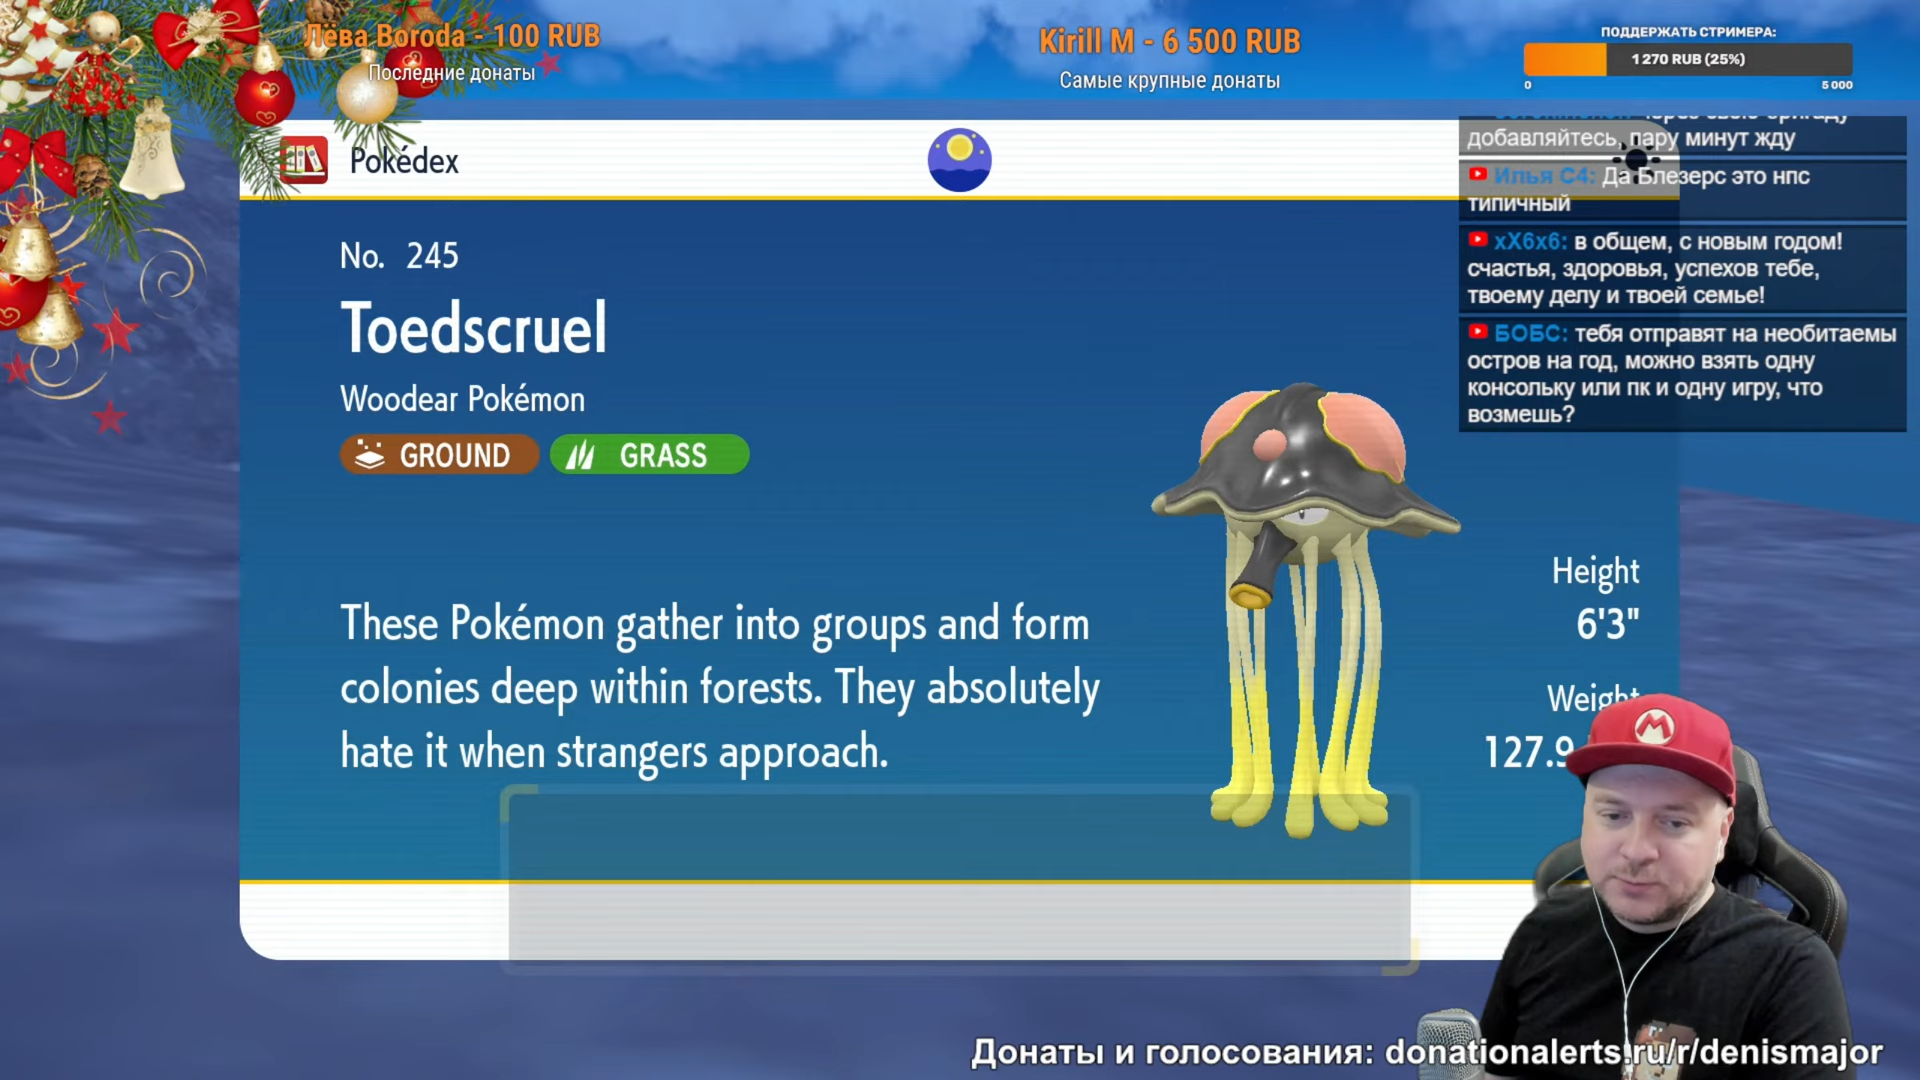 Лёва Boroda - 100 RUB
Последние донаты
Kirill M - 6 500 RUB
Самые крупные донаты
ПОДДЕРЖАТЬ СТРИМЕРА:
1 270 RUB (25%)
0
5 000
Pokédex
No. 245
Toedscruel
Woodear Pokémon
GROUND
GRASS
These Pokémon gather into groups and form
colonies deep within forests. They absolutely
hate it when strangers approach.
Height
6'3"
Weight
127.9
добавляйтесь, пару минут жду
Илья С4: Да Блезерс это нпс
типичный
xX6x6: в общем, с новым годом!
счастья, здоровья, успехов тебе,
твоему делу и твоей семье!
БОБС: тебя отправят на необитаемы
остров на год, можно взять одну
консольку или пк и одну игру, что
возмешь?
M
Донаты и голосования: donationalerts.ru/r/denismajor